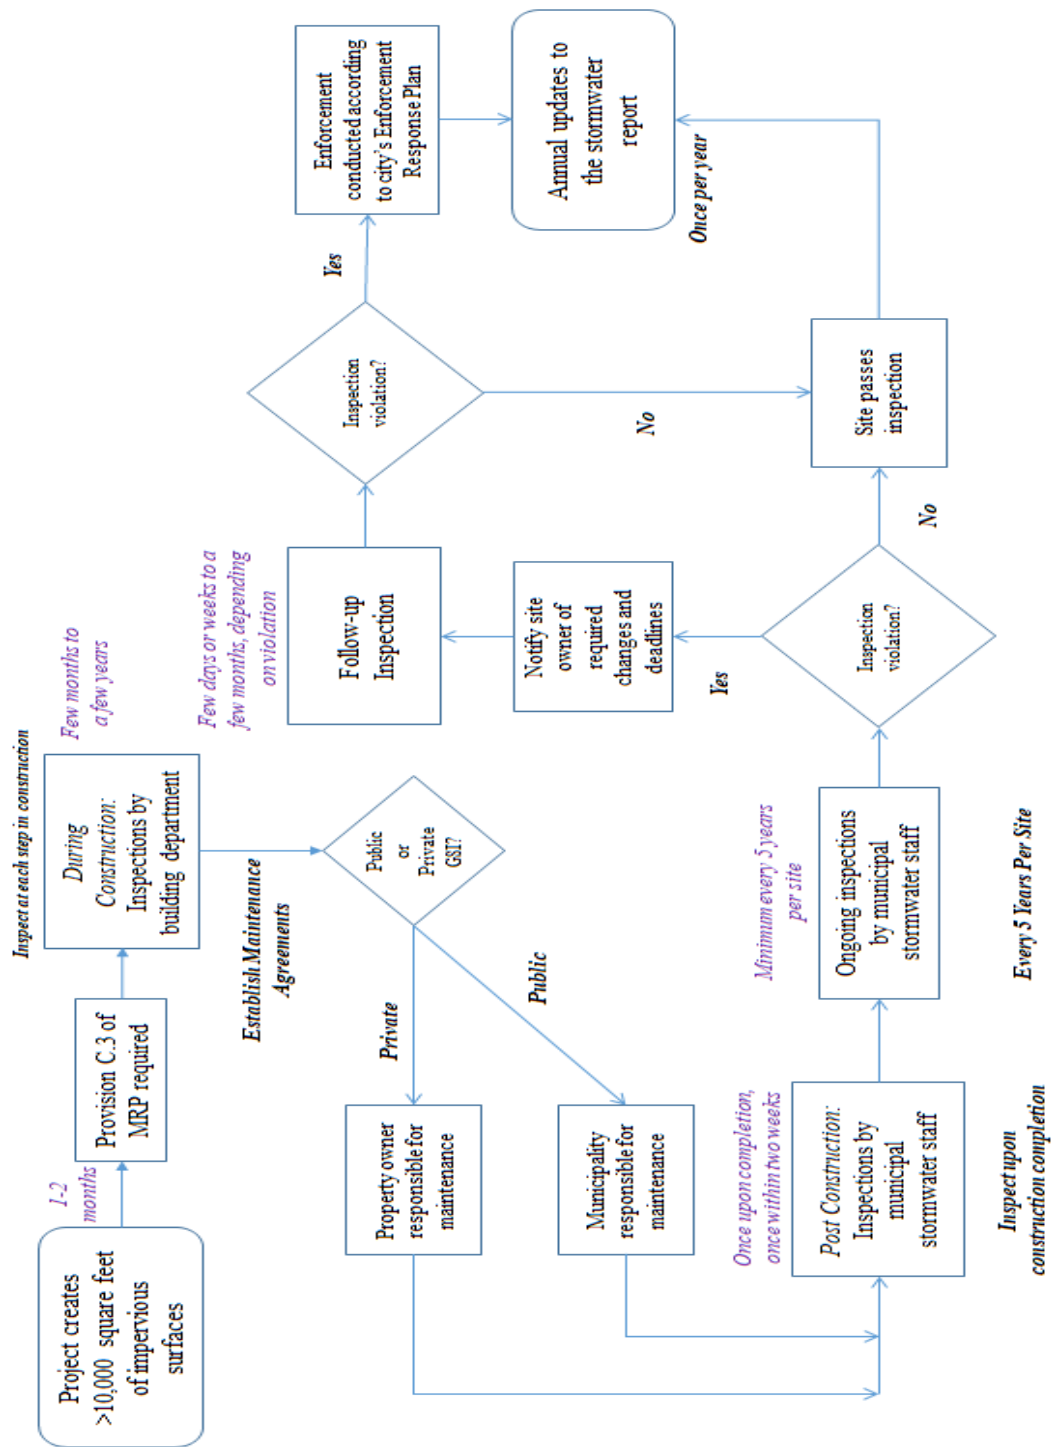 Project creates
>10,000 square feet
of impervious
surfaces
1-2
months
Provision C.3 of
MRP required
Inspect at each step in construction
During
Construction:
Inspections by
building department
Few months to
a few years
Establish Maintenance
Agreements
Public
or
Private
GSI?
Private
Public
Property owner
responsible for
maintenance
Municipality
responsible for
maintenance
Once upon completion,
once within two weeks
Post Construction:
Inspections by
municipal
stormwater staff
Inspect upon
construction completion
Minimum every 5 years
per site
Ongoing inspections
by municipal
stormwater staff
Every 5 Years Per Site
Inspection
violation?
Yes
No
Notify site
owner of
required
changes and
deadlines
Few days or weeks to a
few months, depending
on violation
Follow-up
Inspection
Inspection
violation?
Yes
No
Enforcement
conducted according
to city's Enforcement
Response Plan
Site passes
inspection
Once per year
Annual updates to
the stormwater
report